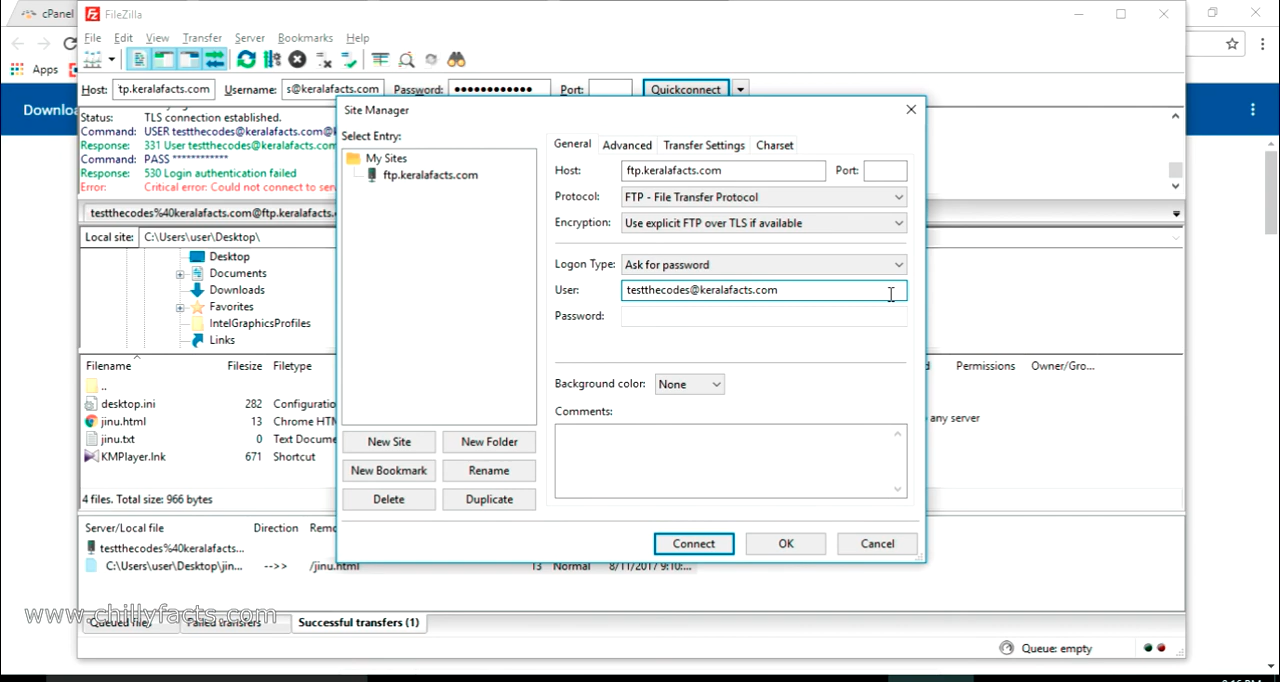 cPanel
FileZilla
File Edit View Transfer Server Bookmarks Help
Apps
Host: tp.keralafacts.com Username: s@keralafacts.com Password: •••••••••••• Port: Quickconnect
Status: TLS connection established.
Command: USER testthecodes@keralafacts.com@
Response: 331 User testthecodes@keralafacts.com
Command: PASS ************
Response: 530 Login authentication failed
Error: Critical error: Could not connect to
testthecodes%40keralafacts.com@ftp.keralafacts.
Local site: C:\Users\user\Desktop\
Desktop
Documents
Downloads
Favorites
IntelGraphicsProfiles
Links
Filename Filesize Filetype
..
desktop.ini 282 Configuratio
jinu.html 13 Chrome HTM
jinu.txt 0 Text Docume
KMPlayer.lnk 671 Shortcut
4 files. Total size: 966 bytes
Permissions Owner/Gro...
any server
Server/Local file Direction Remo
testthecodes%40keralafacts...
C:\Users\user\Desktop\jin... -->> /jinu.html 13 Normal 8/11/2017 9:10:...
Queued file Failed transfers Successful transfers (1)
Queue: empty
Site Manager
Select Entry:
My Sites
ftp.keralafacts.com
New Site New Folder
New Bookmark Rename
Delete Duplicate
General Advanced Transfer Settings Charset
Host: ftp.keralafacts.com Port:
Protocol: FTP - File Transfer Protocol
Encryption: Use explicit FTP over TLS if available
Logon Type: Ask for password
User: testthecodes@keralafacts.com
Password:
Background color: None
Comments:
Connect OK Cancel
www.chillyfacts.com